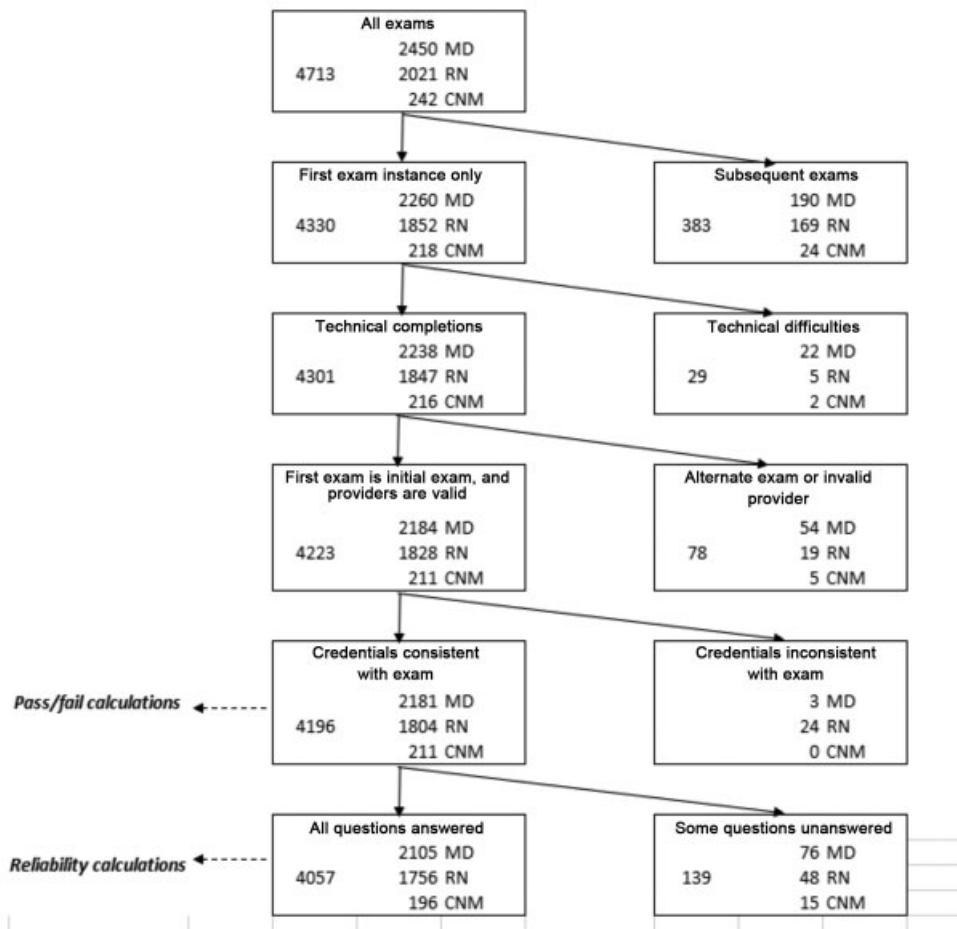 All exams
2450 MD
4713 2021 RN
242 CNM
First exam instance only
2260 MD
4330 1852 RN
218 CNM
Subsequent exams
190 MD
383 169 RN
24 CNM
Technical completions
2238 MD
4301 1847 RN
216 CNM
Technical difficulties
22 MD
29 5 RN
2 CNM
First exam is initial exam, and
providers are valid
2184 MD
4223 1828 RN
211 CNM
Alternate exam or invalid
provider
54 MD
78 19 RN
5 CNM
Credentials consistent
with exam
2181 MD
4196 1804 RN
211 CNM
Pass/fail calculations
Credentials inconsistent
with exam
3 MD
24 RN
0 CNM
All questions answered
2105 MD
4057 1756 RN
196 CNM
Reliability calculations
Some questions unanswered
76 MD
139 48 RN
15 CNM